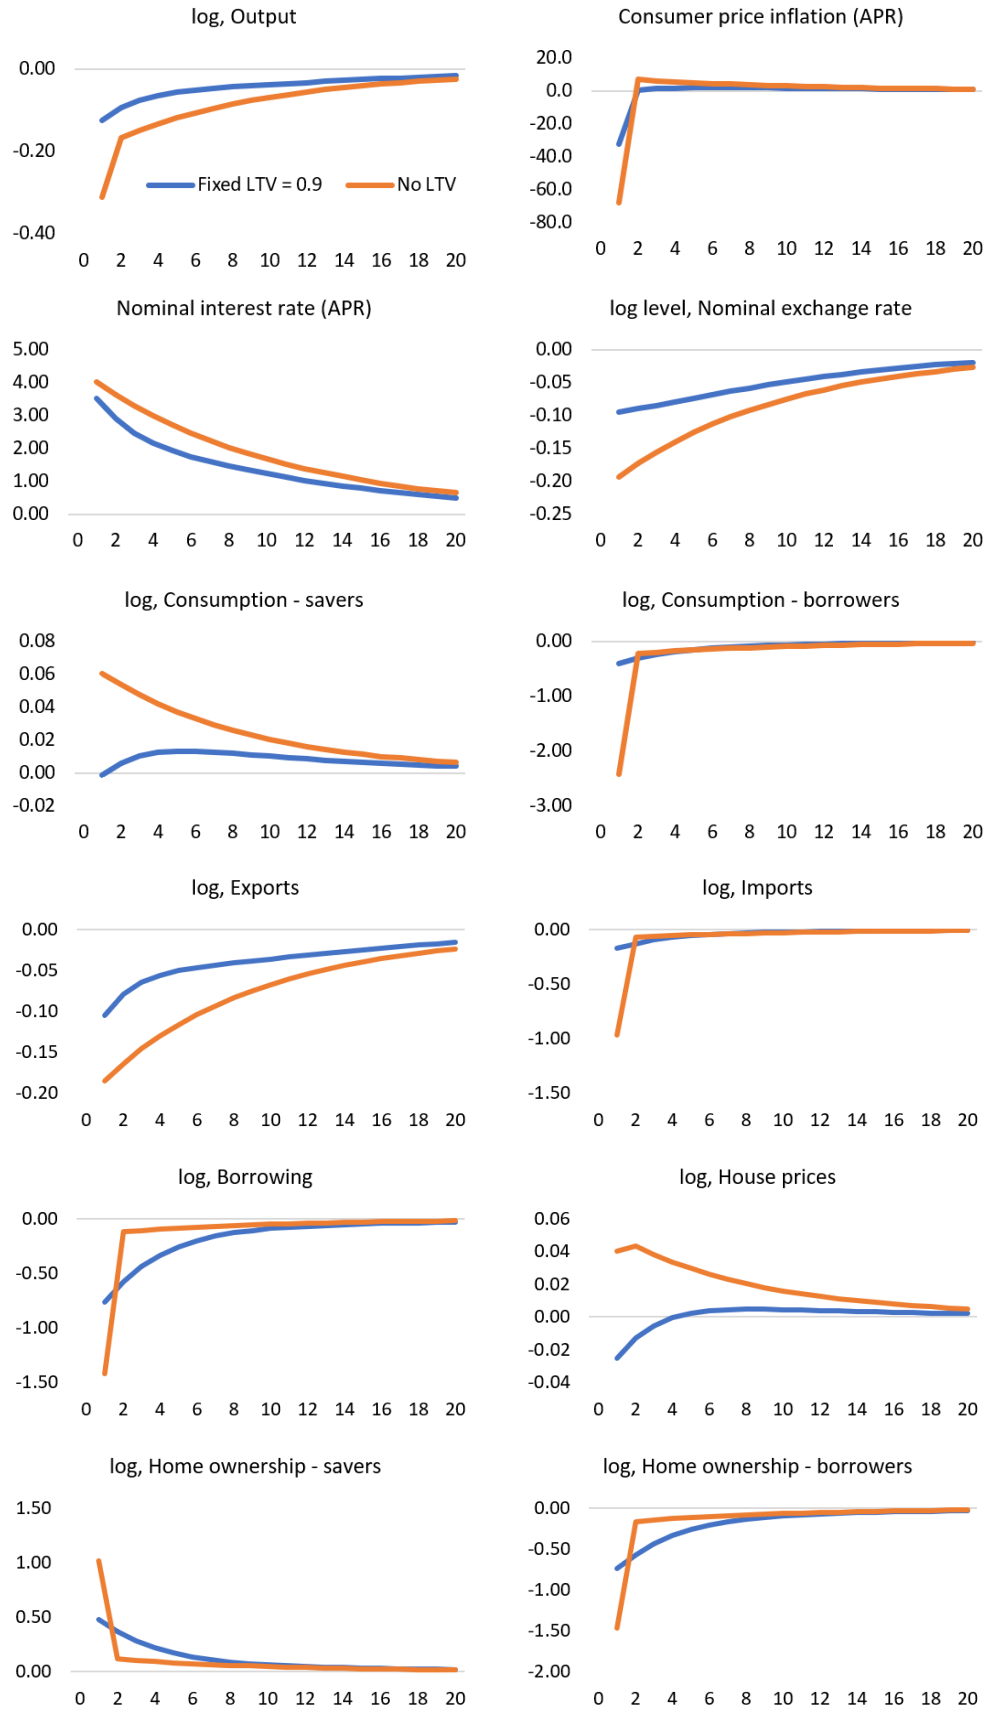 log, Output
0.00
-0.20
-0.40
Fixed LTV = 0.9 No LTV
0 2 4 6 8 10 12 14 16 18 20
Consumer price inflation (APR)
20.0
0.0
-20.0
-40.0
-60.0
-80.0
0 2 4 6 8 10 12 14 16 18 20
Nominal interest rate (APR)
5.00
4.00
3.00
2.00
1.00
0.00
0 2 4 6 8 10 12 14 16 18 20
log level, Nominal exchange rate
0.00
-0.05
-0.10
-0.15
-0.20
-0.25
0 2 4 6 8 10 12 14 16 18 20
log, Consumption - savers
0.08
0.06
0.04
0.02
0.00
-0.02
0 2 4 6 8 10 12 14 16 18 20
log, Consumption - borrowers
0.00
-1.00
-2.00
-3.00
0 2 4 6 8 10 12 14 16 18 20
log, Exports
0.00
-0.05
-0.10
-0.15
-0.20
0 2 4 6 8 10 12 14 16 18 20
log, Imports
0.00
-0.50
-1.00
-1.50
0 2 4 6 8 10 12 14 16 18 20
log, Borrowing
0.00
-0.50
-1.00
-1.50
0 2 4 6 8 10 12 14 16 18 20
log, House prices
0.06
0.04
0.02
0.00
-0.02
-0.04
0 2 4 6 8 10 12 14 16 18 20
log, Home ownership - savers
1.50
1.00
0.50
0.00
0 2 4 6 8 10 12 14 16 18 20
log, Home ownership - borrowers
0.00
-0.50
-1.00
-1.50
-2.00
0 2 4 6 8 10 12 14 16 18 20